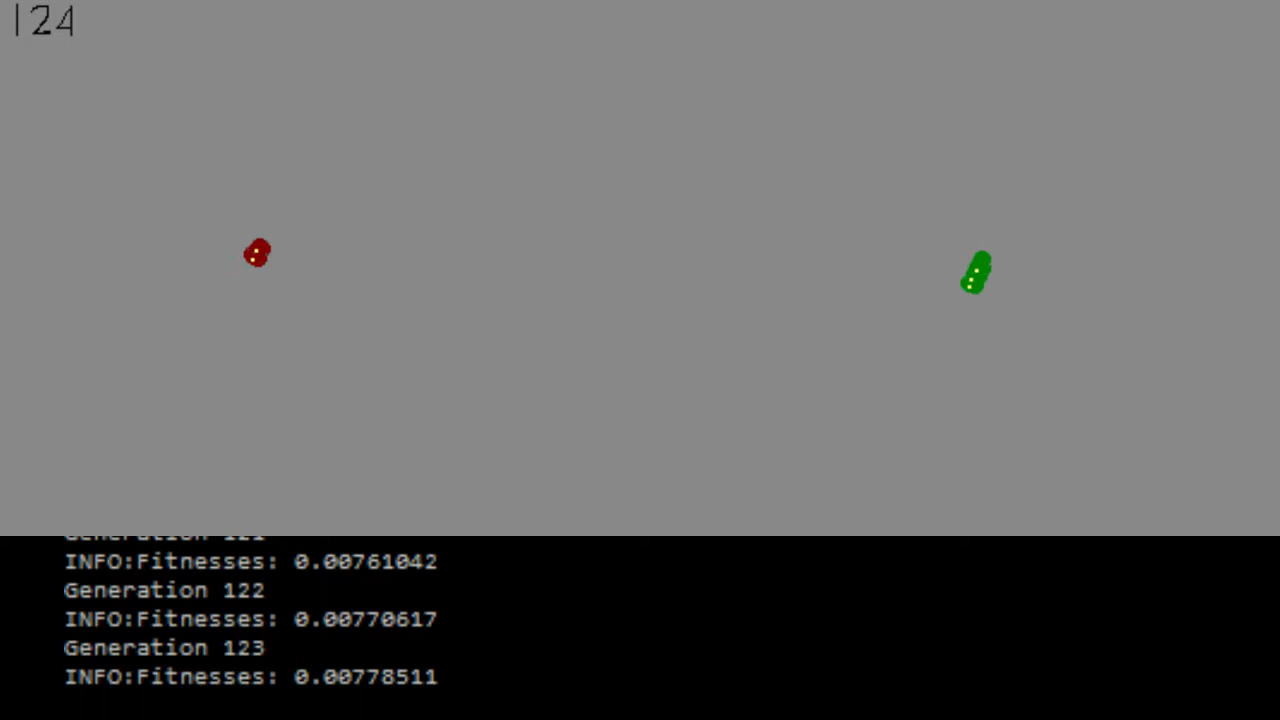 124
Generation 121
INFO:Fitnesses: 0.00761042
Generation 122
INFO:Fitnesses: 0.00770617
Generation 123
INFO:Fitnesses: 0.00778511